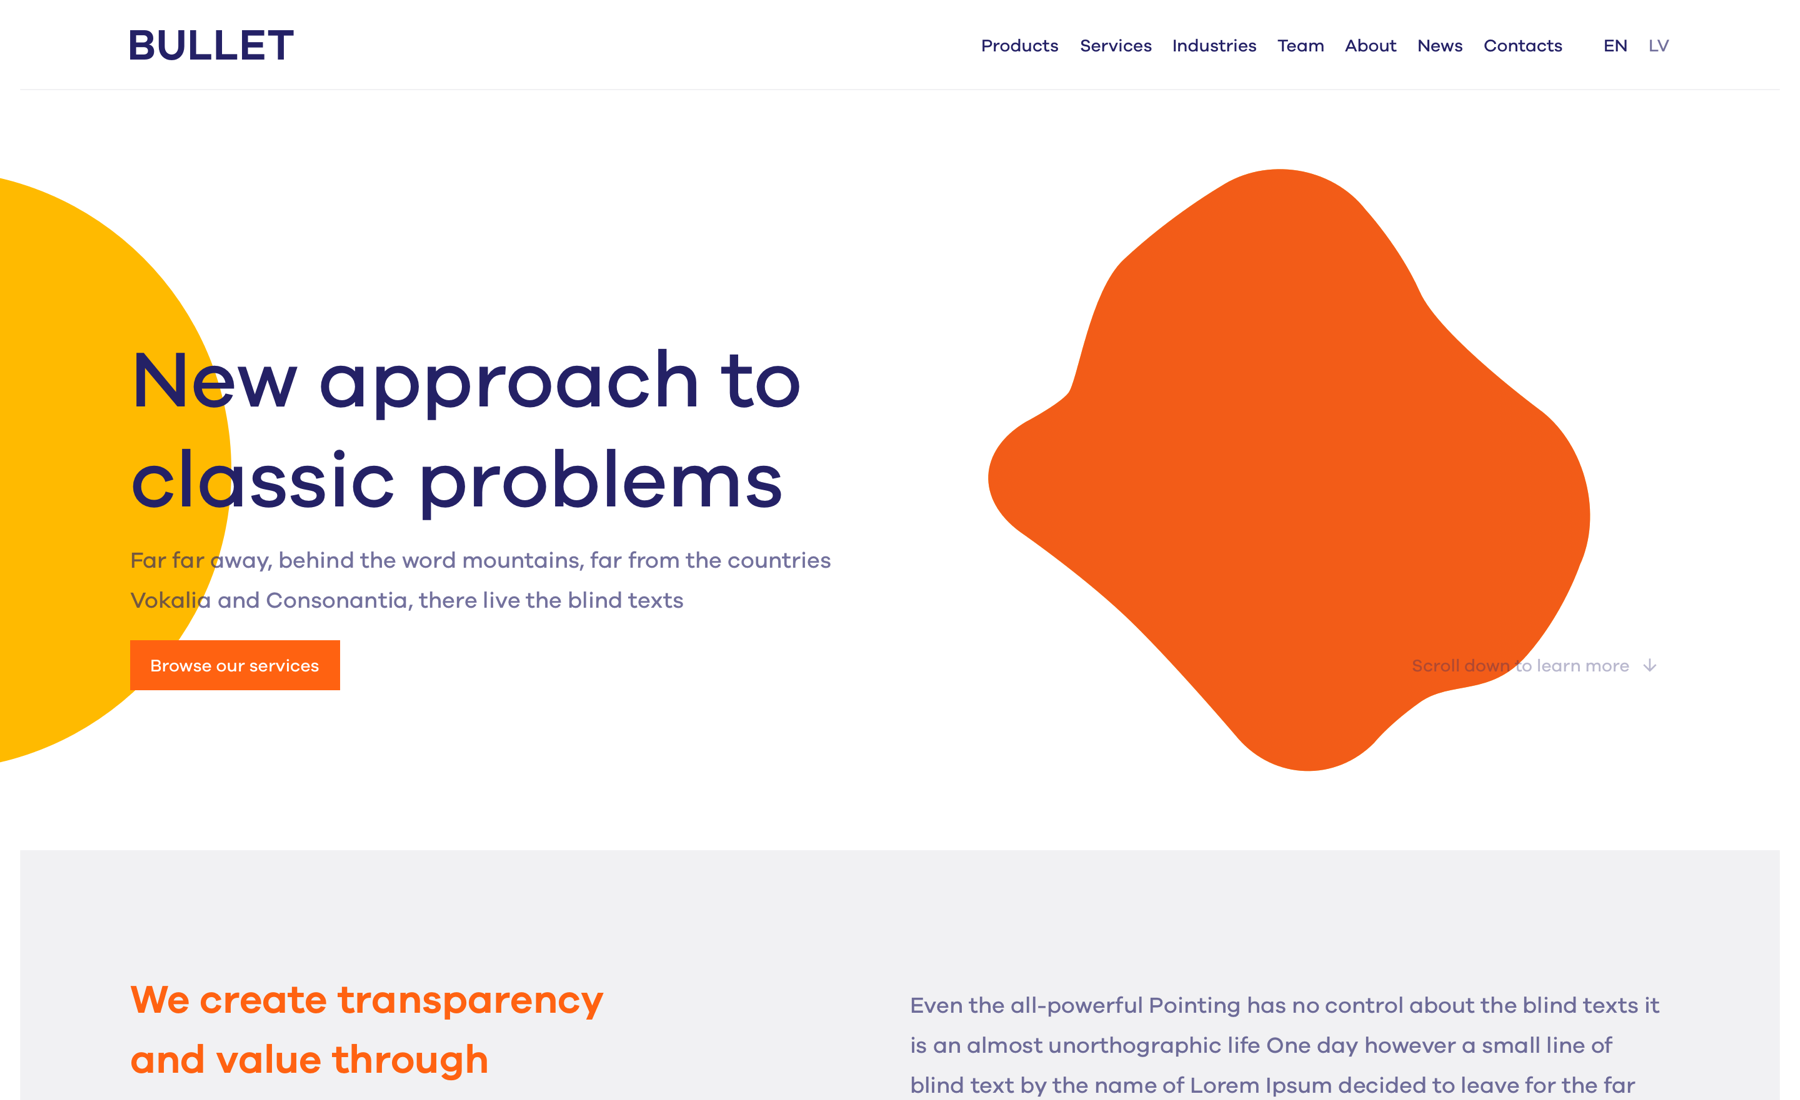 BULLET
Products Services Industries Team About News Contacts EN LV
New approach to
classic problems
Far far away, behind the word mountains, far from the countries
Vokalia and Consonantia, there live the blind texts
Browse our services
Scroll down to learn more ↓
We create transparency
and value through
Even the all-powerful Pointing has no control about the blind texts it
is an almost unorthographic life One day however a small line of
blind text by the name of Lorem Ipsum decided to leave for the far